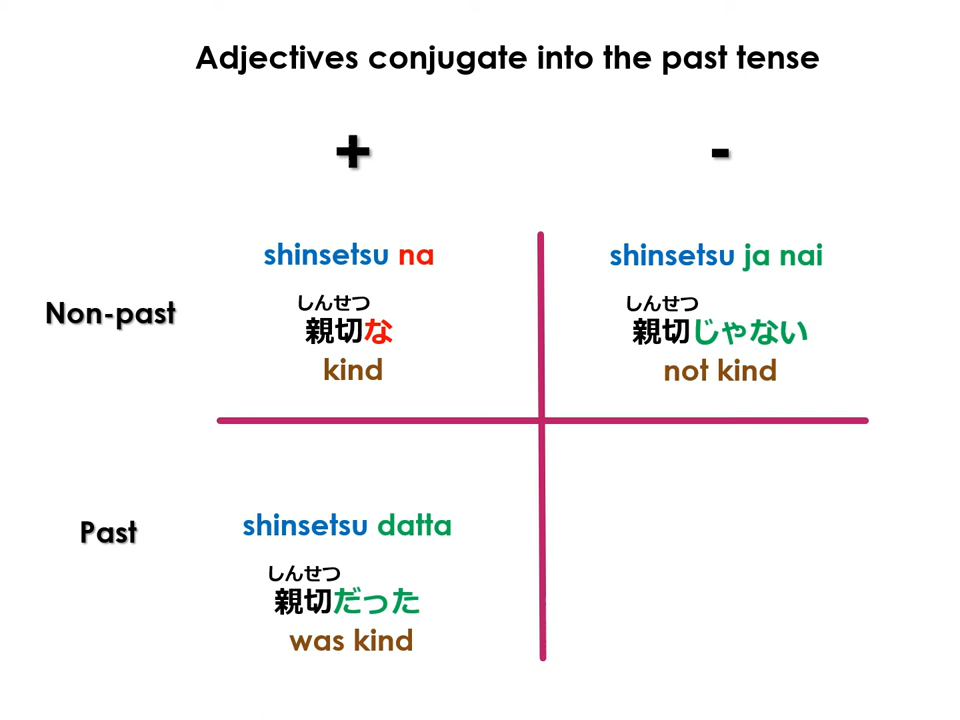 Adjectives conjugate into the past tense
+ -
shinsetsu na
shinsetsu ja nai
Non-past
しんせつ
親切な
kind
しんせつ
親切じゃない
not kind
Past
shinsetsu datta
しんせつ
親切だった
was kind